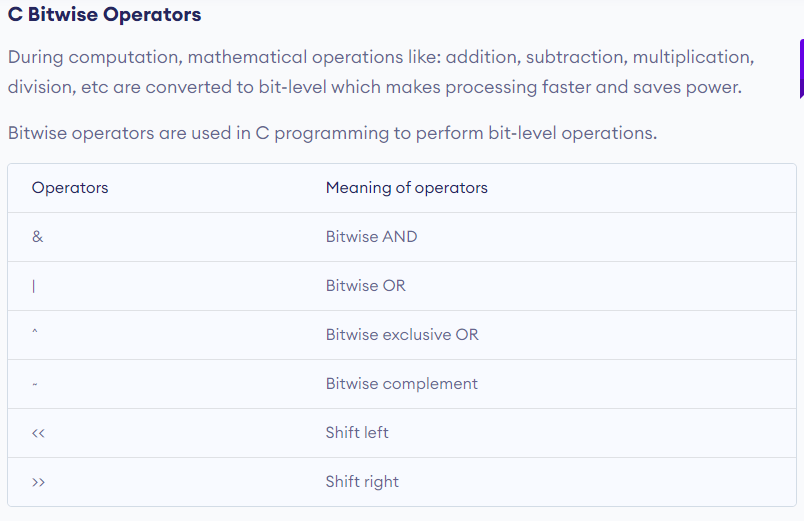 C Bitwise Operators
During computation, mathematical operations like: addition, subtraction, multiplication,
division, etc are converted to bit-level which makes processing faster and saves power.
Bitwise operators are used in C programming to perform bit-level operations.
Operators Meaning of operators
& Bitwise AND
| Bitwise OR
^ Bitwise exclusive OR
~ Bitwise complement
<< Shift left
>> Shift right